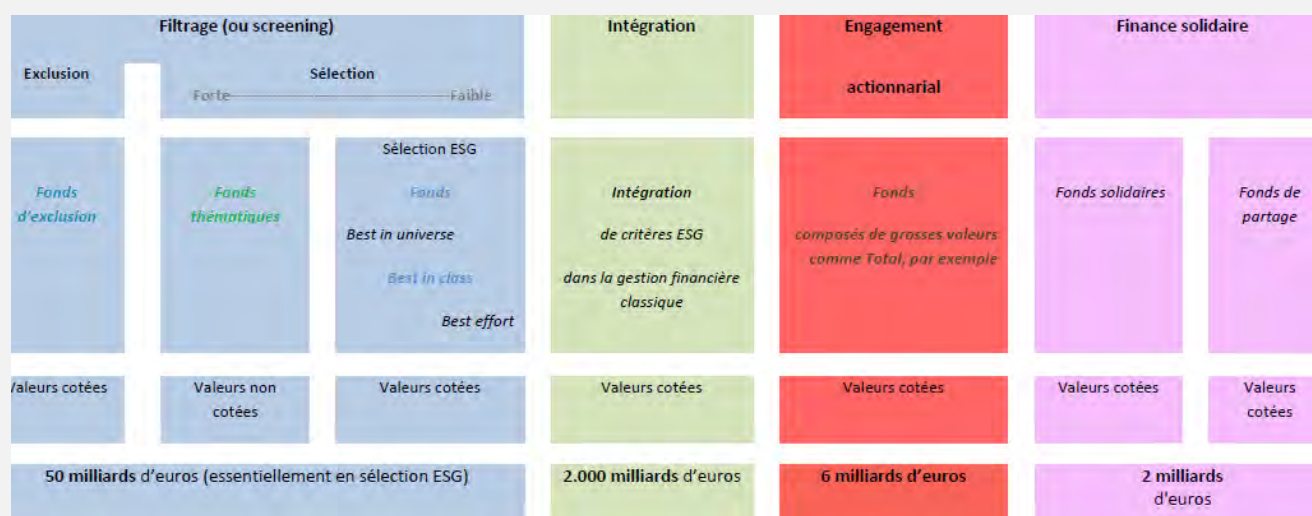 Filtrage (ou screening)
Intégration
Engagement
actionnarial
Finance solidaire
Exclusion
Sélection
Forte
Faible
Fonds
d'exclusion
Fonds
thématiques
Sélection ESG
Fonds
Best in universe
Best in class
Best effort
Intégration
de critères ESG
dans la gestion financière
classique
Fonds
composés de grosses valeurs
comme Total, par exemple
Fonds solidaires
Fonds de
partage
Valeurs cotées
Valeurs non
cotées
Valeurs cotées
Valeurs cotées
Valeurs cotées
Valeurs cotées
Valeurs
cotées
50 milliards d'euros (essentiellement en sélection ESG)
2.000 milliards d'euros
6 milliards d'euros
2 milliards
d'euros